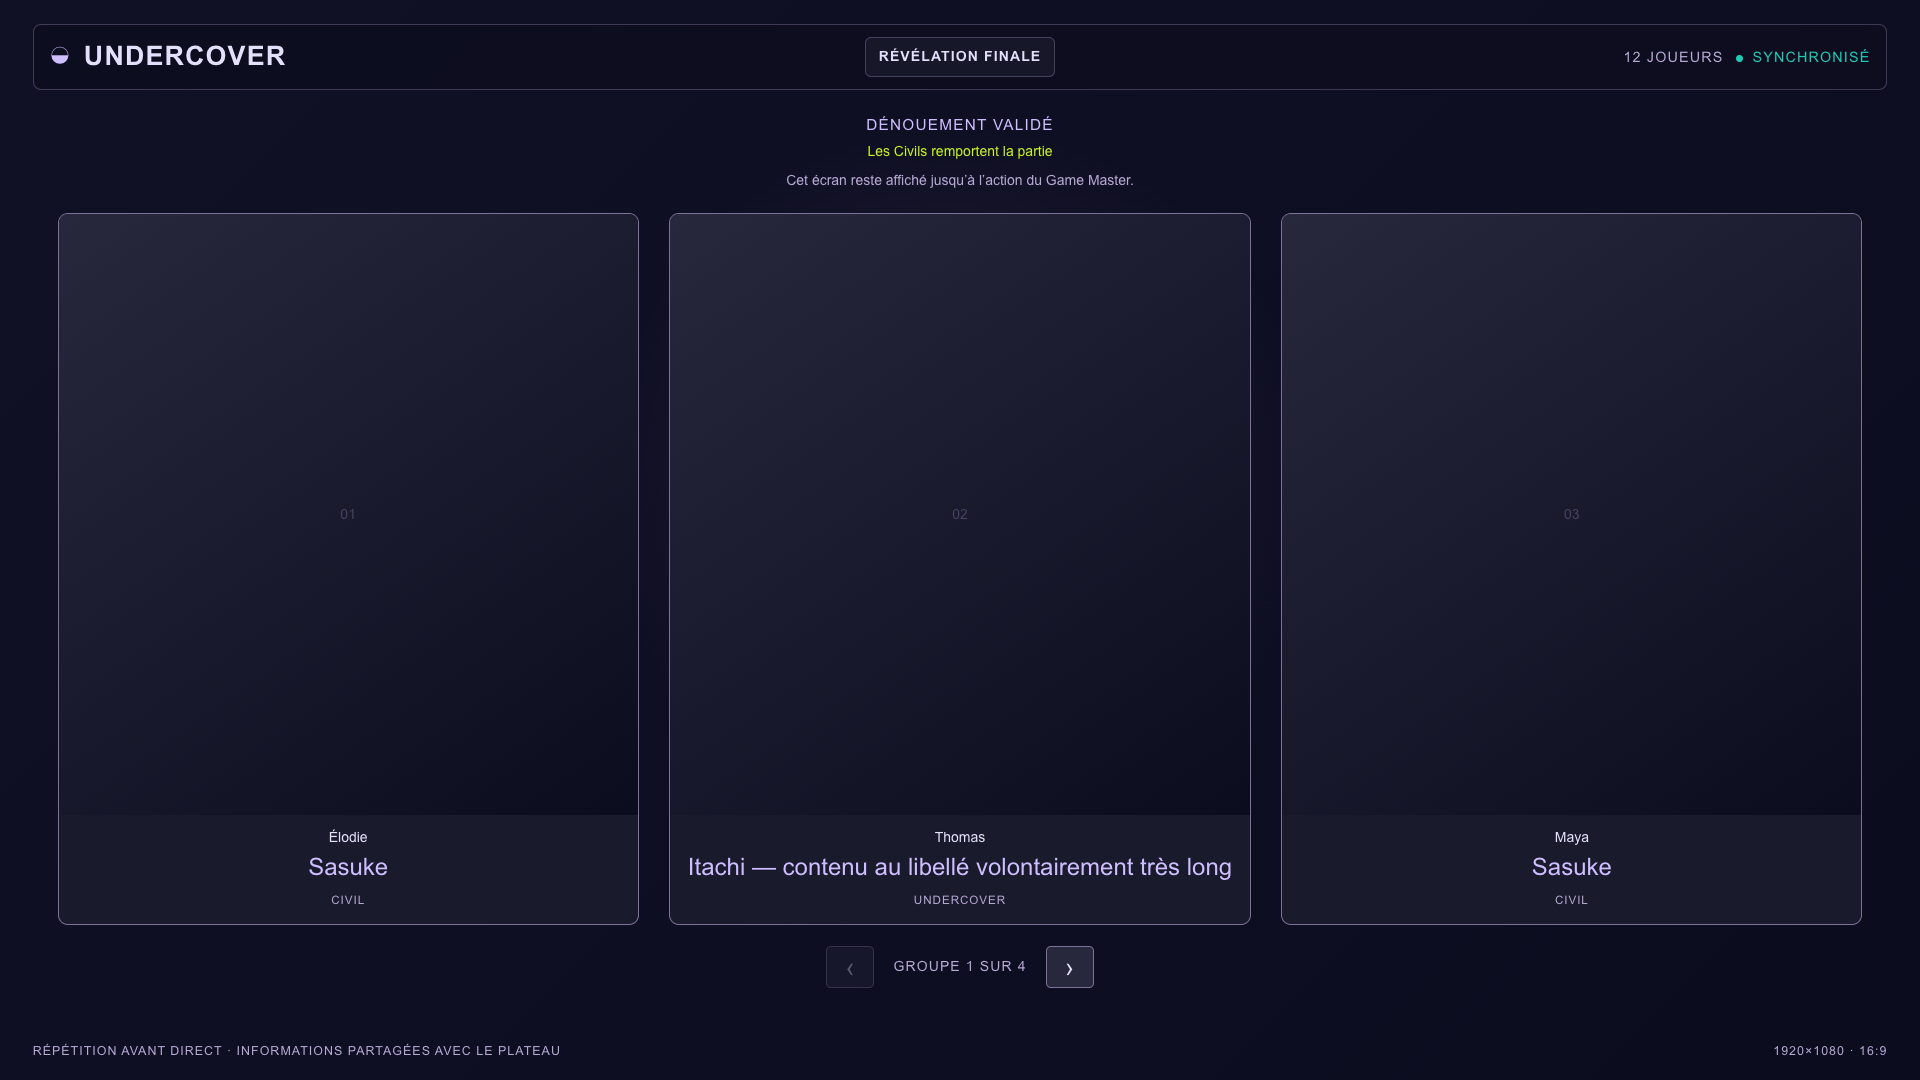 UNDERCOVER
RÉVÉLATION FINALE
12 JOUEURS
SYNCHRONISÉ
DÉNOUEMENT VALIDÉ
Les Civils remportent la partie
Cet écran reste affiché jusqu’à l’action du Game Master.
01
02
03
Élodie
Sasuke
CIVIL
Thomas
Itachi — contenu au libellé volontairement très long
UNDERCOVER
Maya
Sasuke
CIVIL
‹ GROUPE 1 SUR 4 ›
RÉPÉTITION AVANT DIRECT · INFORMATIONS PARTAGÉES AVEC LE PLATEAU
1920×1080 · 16:9